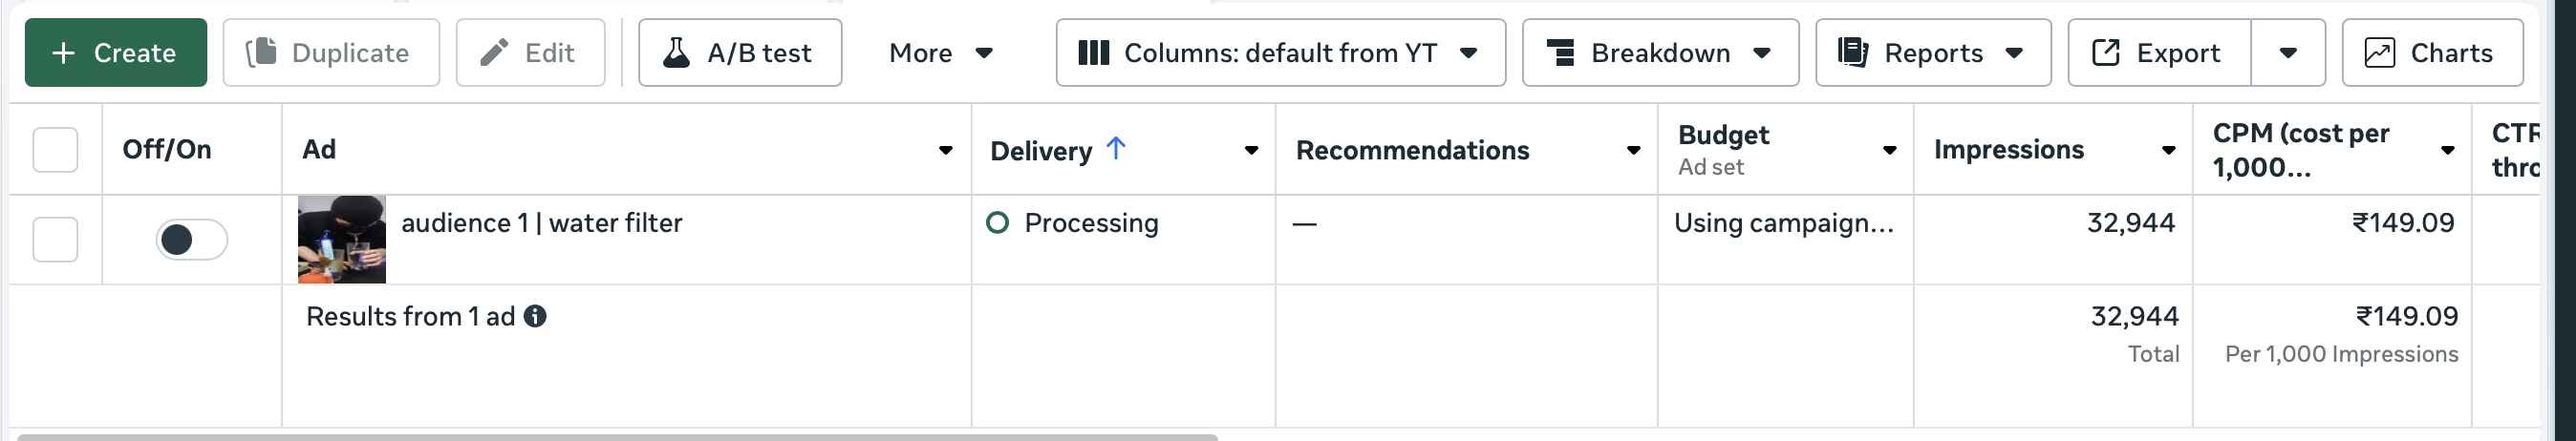 + Create Duplicate Edit A/B test More Columns: default from YT Breakdown Reports Export Charts
Off/On Ad Delivery ↑ Recommendations Budget Impressions CPM (cost per CTR
Ad set 1,000... thro
audience 1 | water filter Processing — Using campaign... 32,944 ₹149.09
Results from 1 ad 32,944 ₹149.09
Total Per 1,000 Impressions